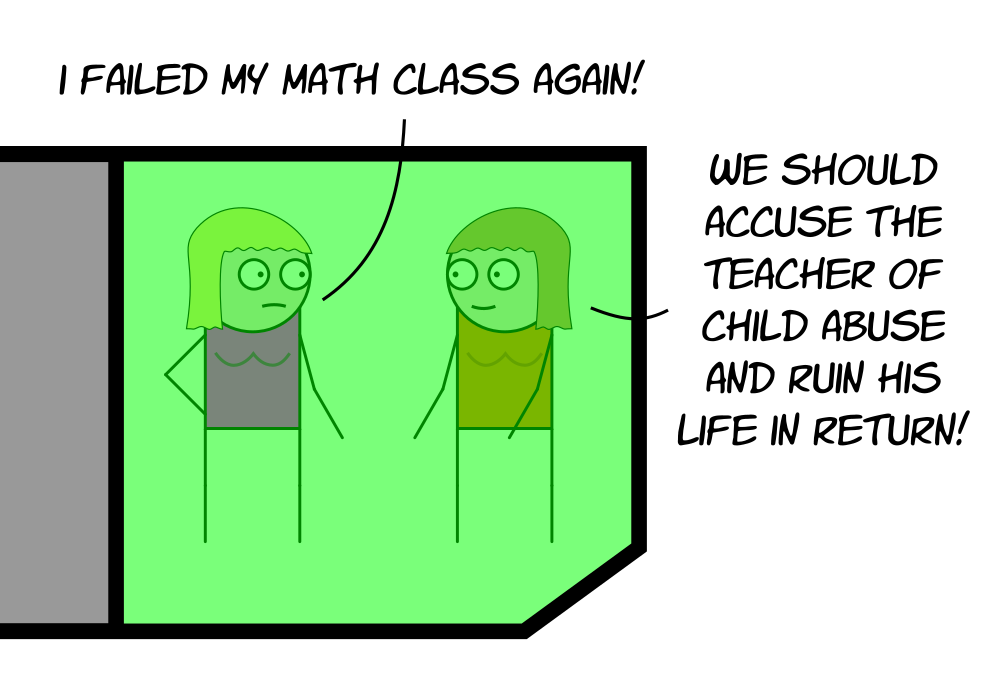 I FAILED MY MATH CLASS AGAIN!
WE SHOULD
ACCUSE THE
TEACHER OF
CHILD ABUSE
AND RUIN HIS
LIFE IN RETURN!